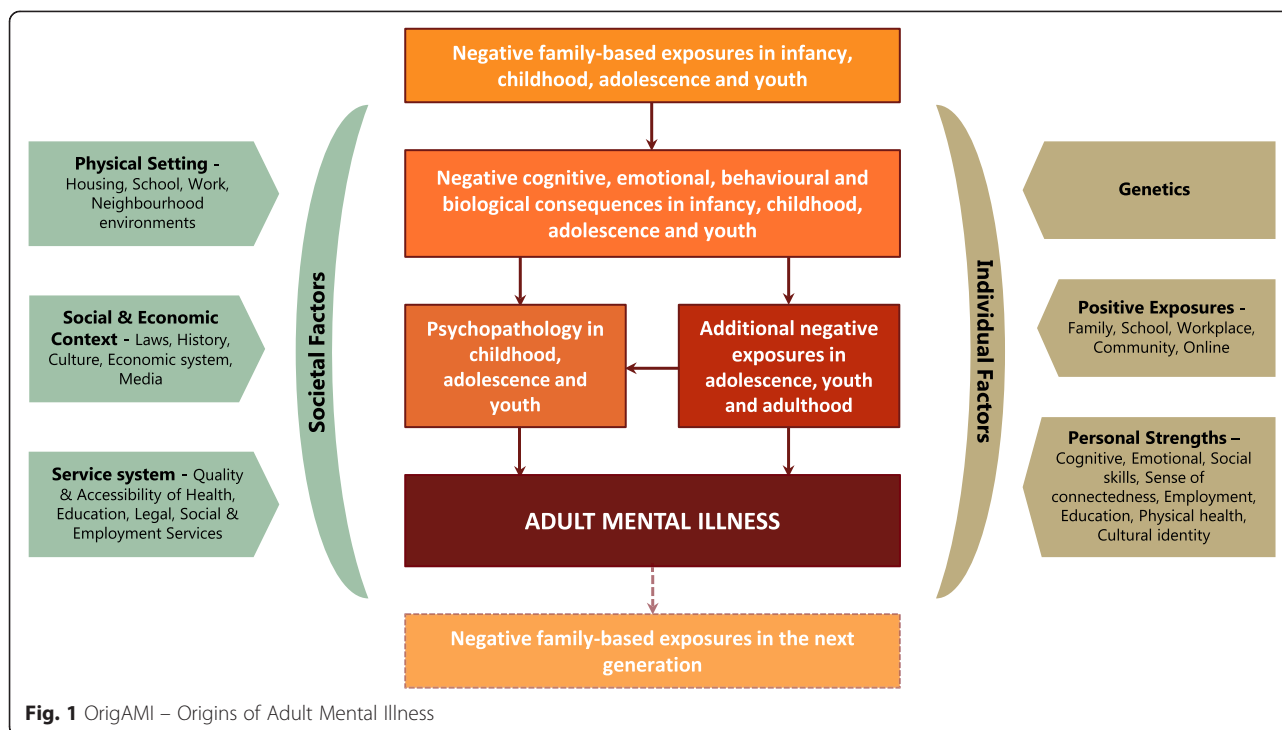 Negative family-based exposures in infancy,
childhood, adolescence and youth
Physical Setting -
Housing, School, Work,
Neighbourhood
environments
Social & Economic
Context - Laws, History,
Culture, Economic system,
Media
Service system - Quality
& Accessibility of Health,
Education, Legal, Social &
Employment Services
Societal Factors
Negative cognitive, emotional, behavioural and
biological consequences in infancy, childhood,
adolescence and youth
Psychopathology in
childhood,
adolescence and
youth
Additional negative
exposures in
adolescence, youth
and adulthood
ADULT MENTAL ILLNESS
Negative family-based exposures in the next
generation
Individual Factors
Genetics
Positive Exposures -
Family, School, Workplace,
Community, Online
Personal Strengths –
Cognitive, Emotional, Social
skills, Sense of
connectedness, Employment,
Education, Physical health,
Cultural identity
Fig. 1 OrigAMI – Origins of Adult Mental Illness